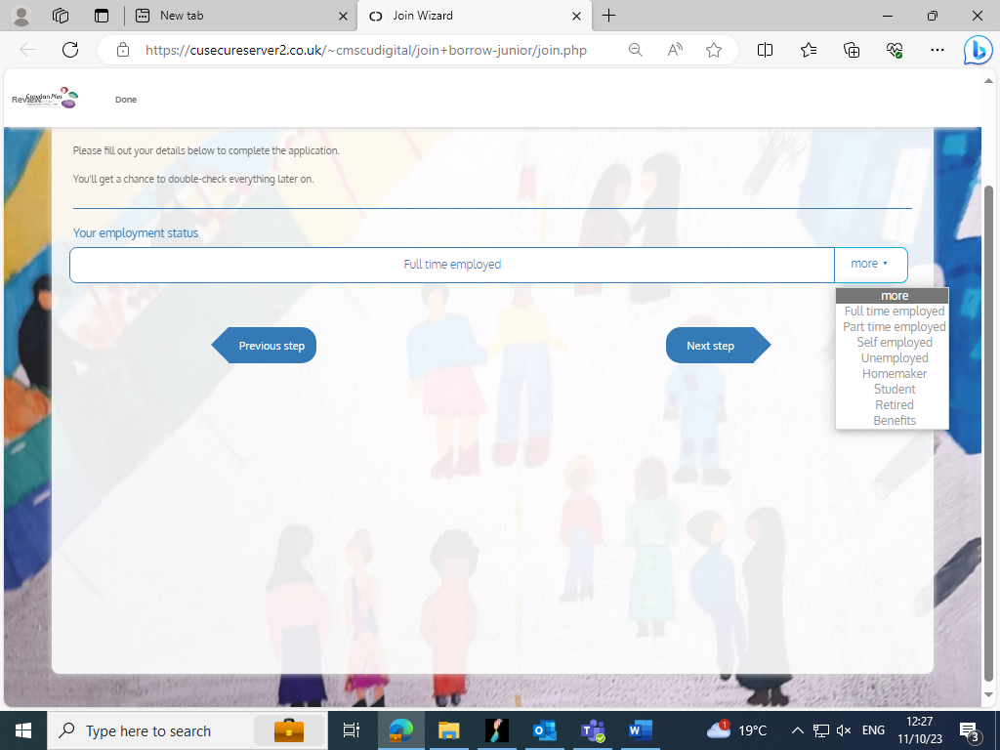 New tab
Join Wizard
https://cusecureserver2.co.uk/~cmscudigital/join+borrow-junior/join.php
Review
Croydon Plus
Done
Please fill out your details below to complete the application.
You'll get a chance to double-check everything later on.
Your employment status
Full time employed
more
more
Full time employed
Part time employed
Self employed
Unemployed
Homemaker
Student
Retired
Benefits
Previous step
Next step
Type here to search
1
19°C
ENG
12:27
11/10/23
3